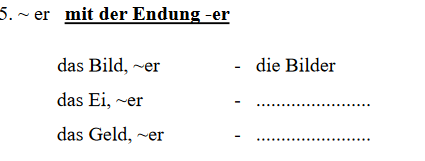 5. ~ er mit der Endung -er
das Bild, ~er - die Bilder
das Ei, ~er - .......................
das Geld, ~er - .......................